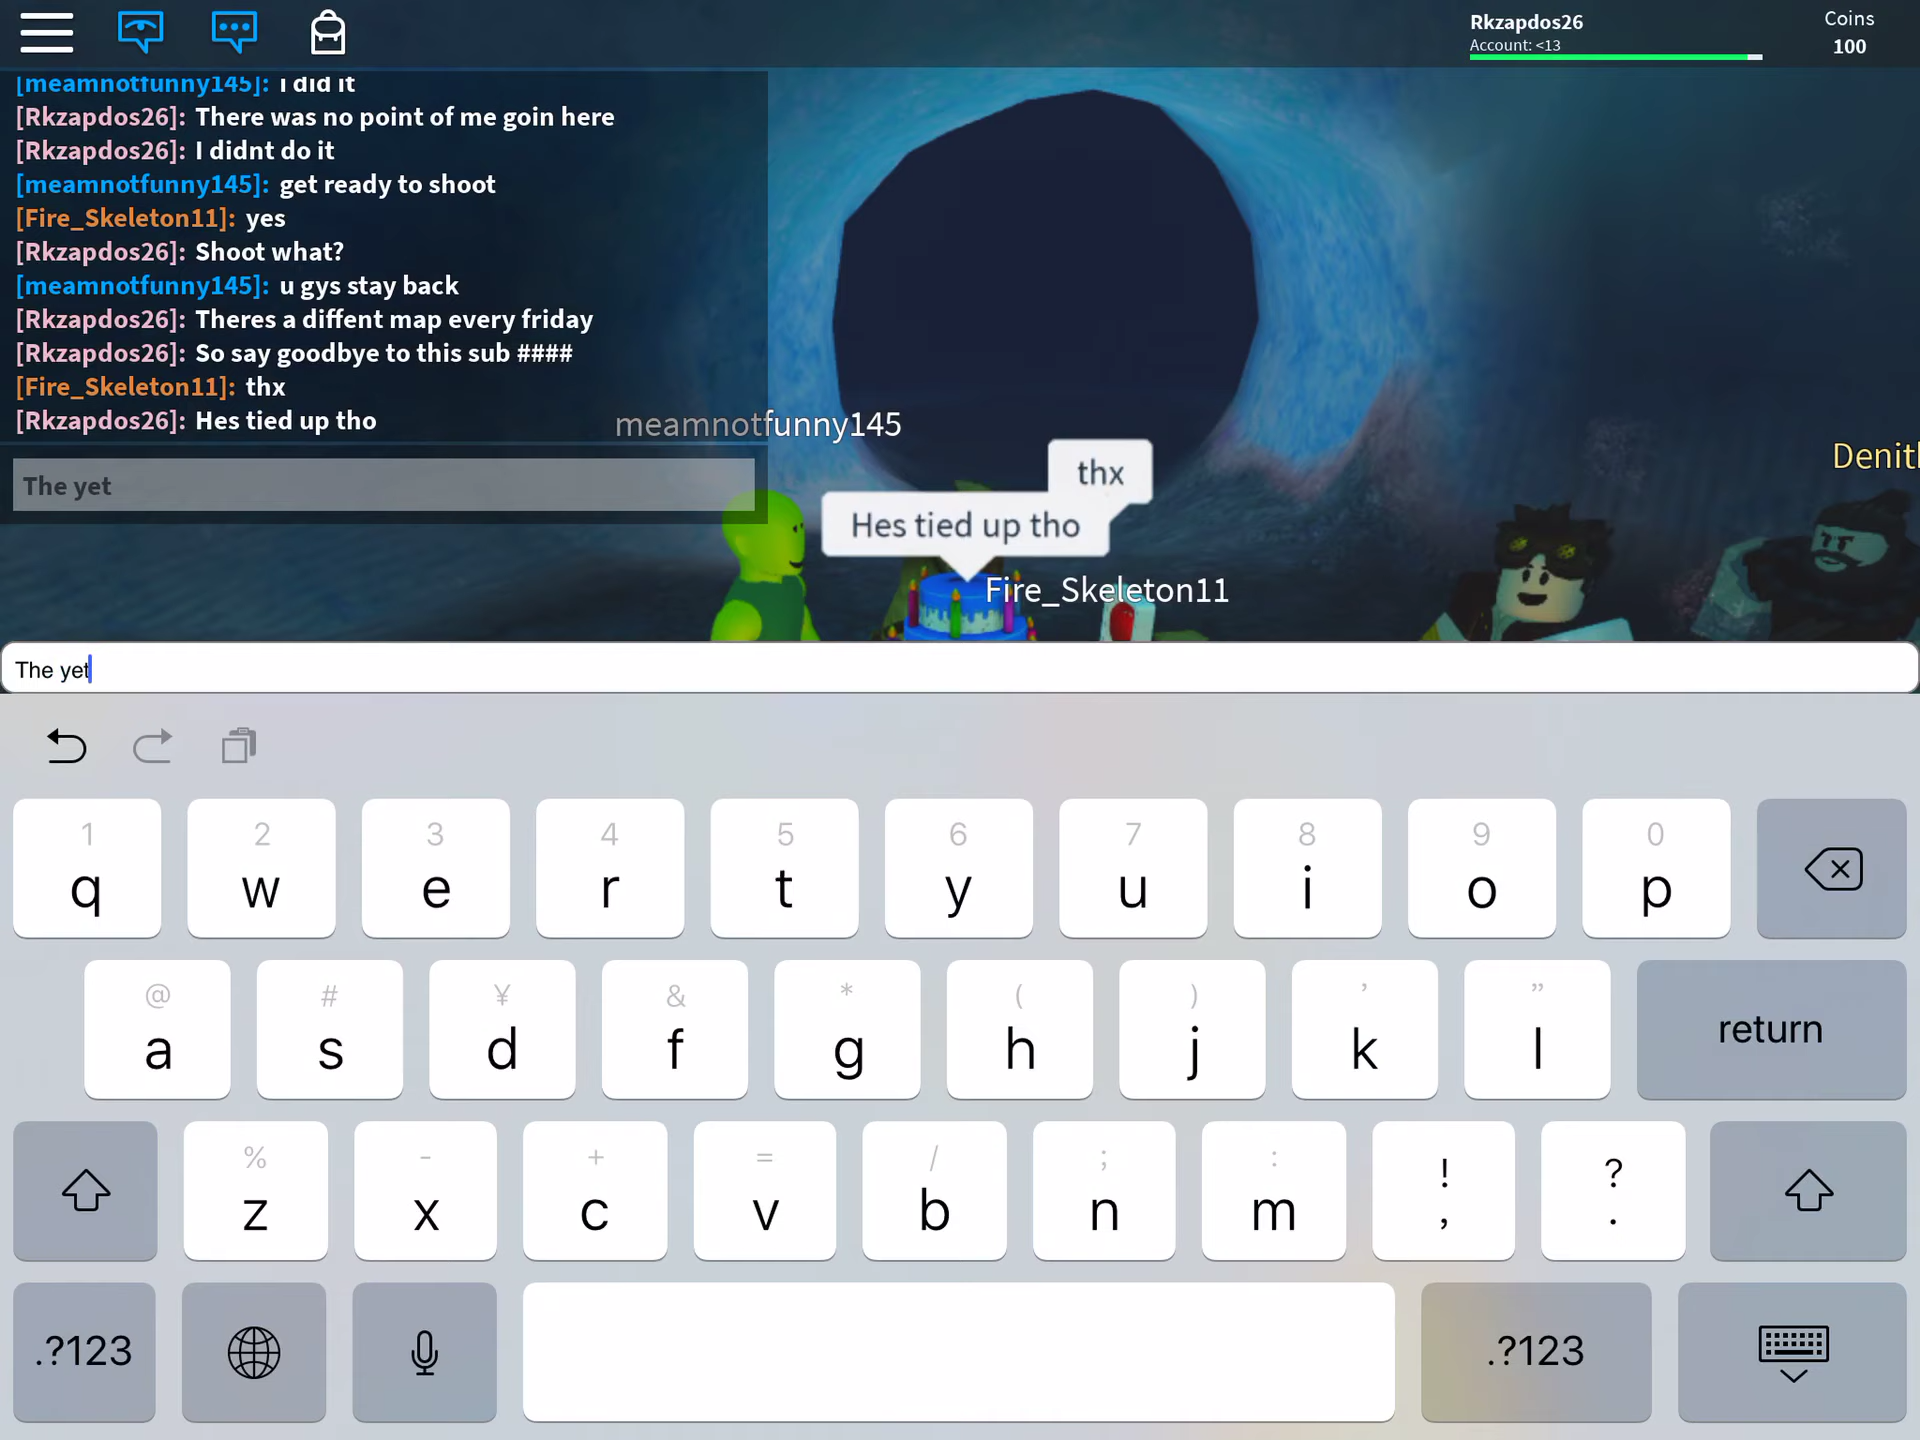 Rkzapdos26
Account: <13
Coins
100
[meamnotfunny145]: i did it
[Rkzapdos26]: There was no point of me goin here
[Rkzapdos26]: I didnt do it
[meamnotfunny145]: get ready to shoot
[Fire_Skeleton11]: yes
[Rkzapdos26]: Shoot what?
[meamnotfunny145]: u gys stay back
[Rkzapdos26]: Theres a diffent map every friday
[Rkzapdos26]: So say goodbye to this sub ####
[Fire_Skeleton11]: thx
[Rkzapdos26]: Hes tied up tho
meamnotfunny145
Denitl
thx
The yet
Hes tied up tho
Fire_Skeleton11
The yet
1 2 3 4 5 6 7 8 9 0
q w e r t y u i o p
@ # ¥ & * ( ) ’ ”
a s d f g h j k l return
% - + = / ; : ! ?
z x c v b n m , .
.?123 .?123